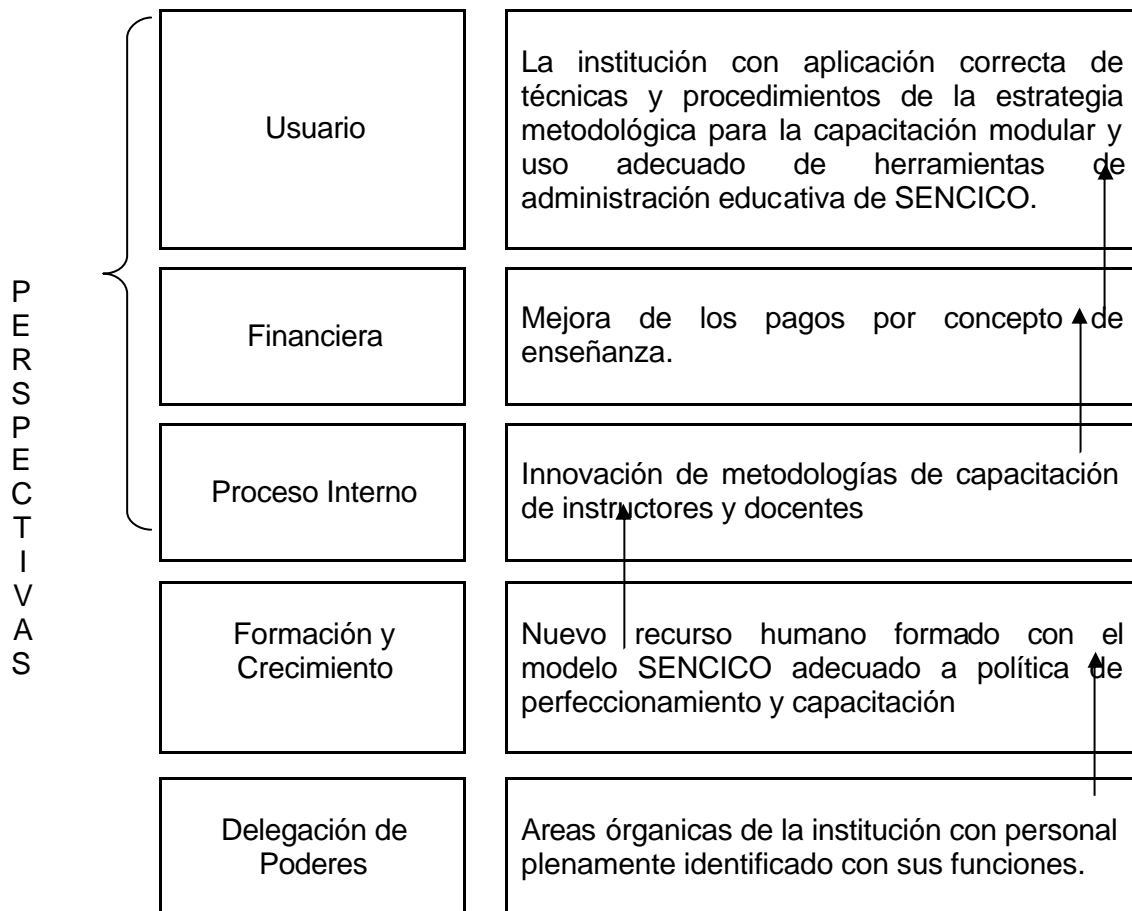 PERSPECTIVAS
Usuario
La institución con aplicación correcta de
técnicas y procedimientos de la estrategia
metodológica para la capacitación modular y
uso adecuado de herramientas de
administración educativa de SENCICO.
Financiera
Mejora de los pagos por concepto de
enseñanza.
Proceso Interno
Innovación de metodologías de capacitación
de instructores y docentes
Formación y
Crecimiento
Nuevo recurso humano formado con el
modelo SENCICO adecuado a política de
perfeccionamiento y capacitación
Delegación de
Poderes
Areas órganicas de la institución con personal
plenamente identificado con sus funciones.